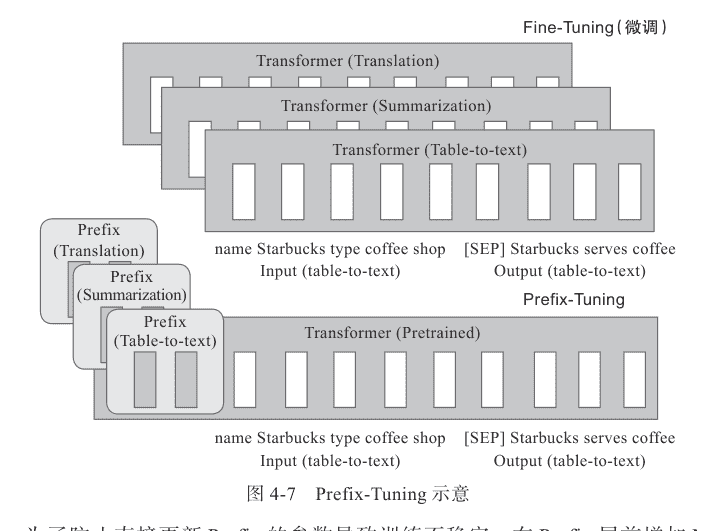 Fine-Tuning(微调)
Transformer (Translation)
Transformer (Summarization)
Transformer (Table-to-text)
name Starbucks type coffee shop [SEP] Starbucks serves coffee
Input (table-to-text) Output (table-to-text)
Prefix
(Translation)
Prefix
(Summarization)
Prefix
(Table-to-text)
Prefix-Tuning
Transformer (Pretrained)
name Starbucks type coffee shop [SEP] Starbucks serves coffee
Input (table-to-text) Output (table-to-text)
图 4-7 Prefix-Tuning 示意